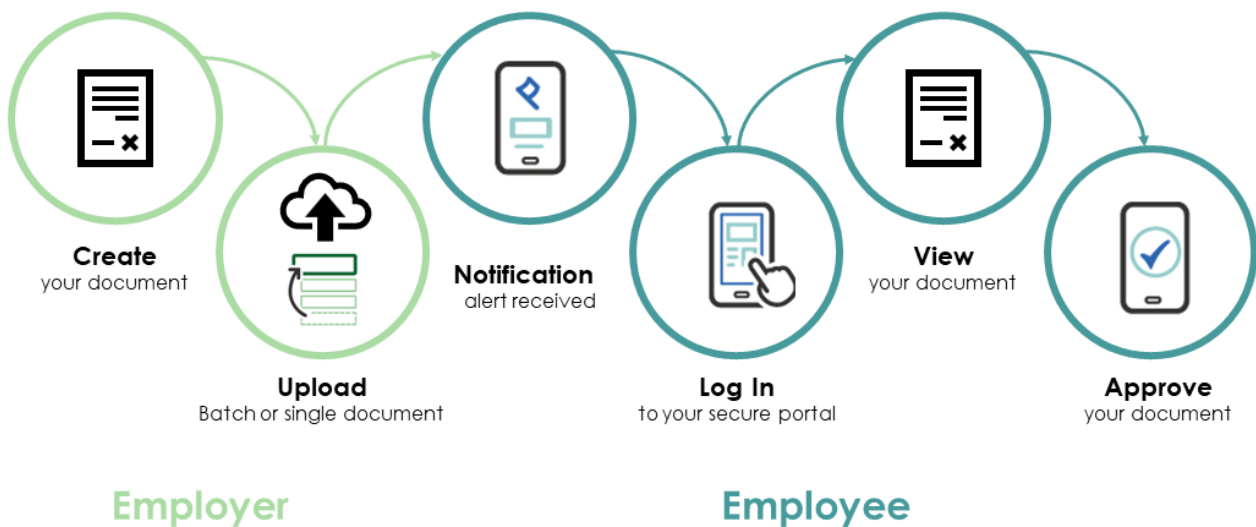 Create
your document
Upload
Batch or single document
Notification
alert received
Log In
to your secure portal
View
your document
Approve
your document
Employer
Employee